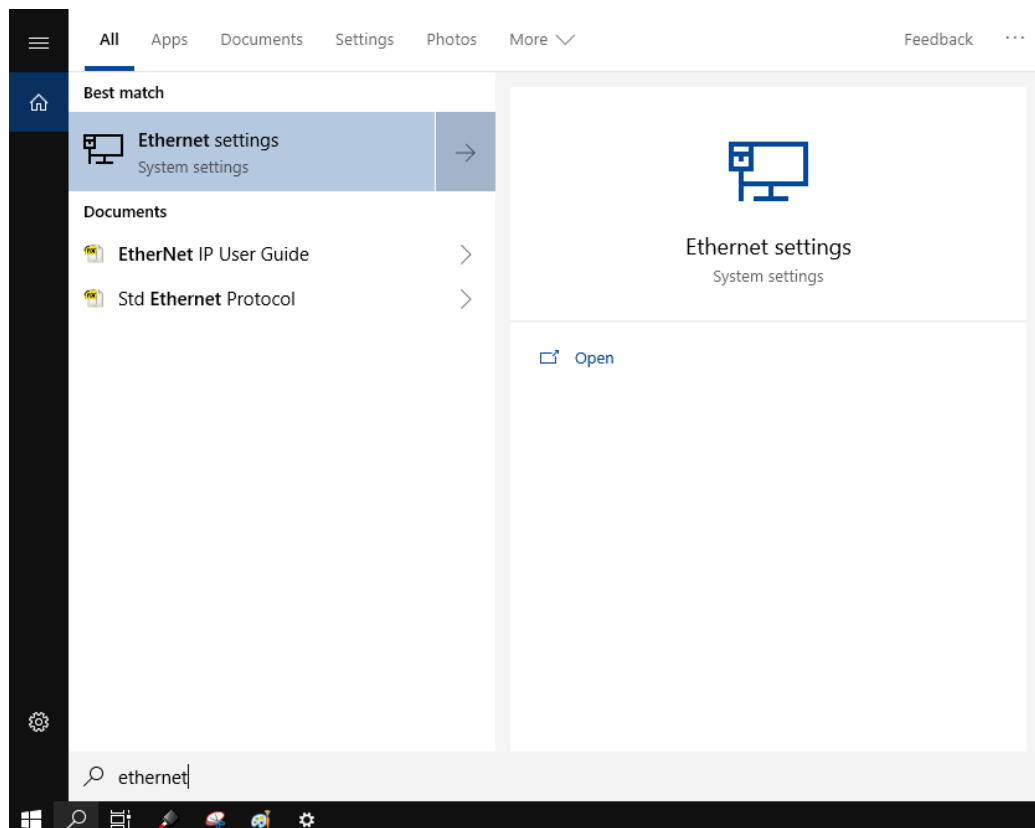 All Apps Documents Settings Photos More Feedback ...
Best match
Ethernet settings
System settings
Documents
EtherNet IP User Guide
Std Ethernet Protocol
Ethernet settings
System settings
Open
ethernet